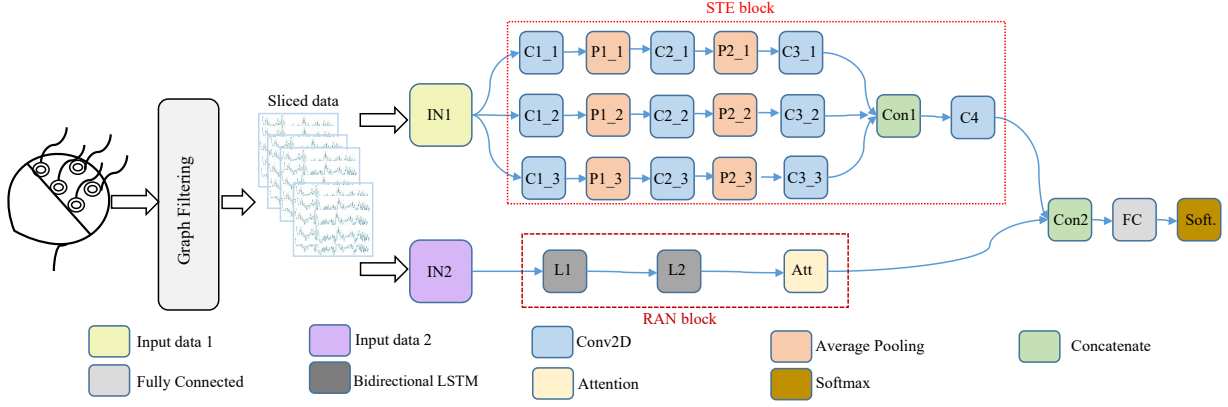 STE block
C1_1 P1_1 C2_1 P2_1 C3_1
Sliced data
IN1
C1_2 P1_2 C2_2 P2_2 C3_2 Con1 C4
C1_3 P1_3 C2_3 P2_3 C3_3
Graph Filtering
Con2 FC Soft.
IN2 L1 L2 Att
RAN block
Input data 1
Input data 2
Conv2D
Average Pooling
Concatenate
Fully Connected
Bidirectional LSTM
Attention
Softmax